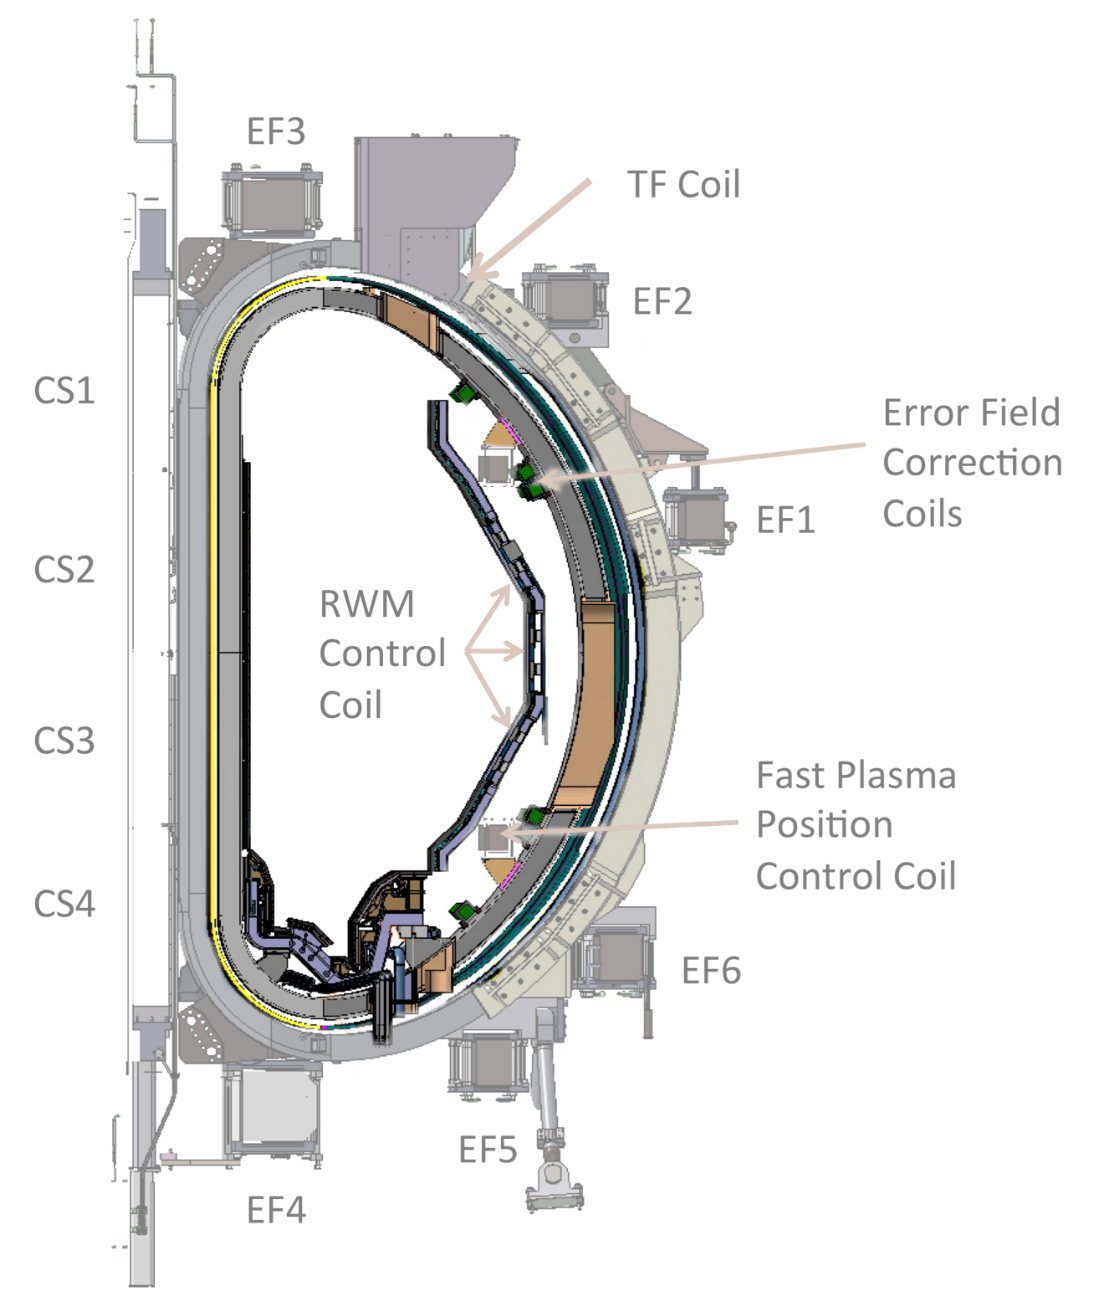 EF3
TF Coil
EF2
CS1
Error Field
Correction
Coils
EF1
CS2
RWM
Control
Coil
CS3
Fast Plasma
Position
Control Coil
CS4
EF6
EF5
EF4